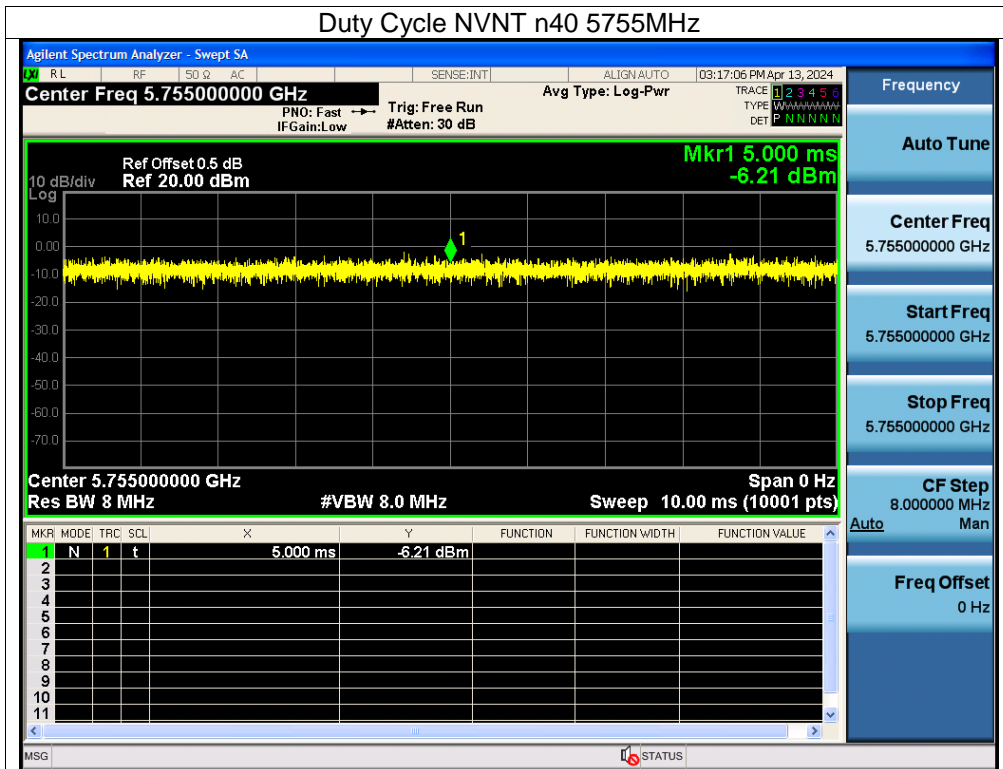 Duty Cycle NVNT n40 5755MHz
Agilent Spectrum Analyzer - Swept SA
LXI RL RF 50 Ω AC SENSE:INT ALIGN AUTO 03:17:06 PM Apr 13, 2024
Center Freq 5.755000000 GHz Avg Type: Log-Pwr TRACE 1 2 3 4 5 6
PNO: Fast Trig: Free Run TYPE WWWWWW
IFGain:Low #Atten: 30 dB DET P N N N N N
Mkr1 5.000 ms
-6.21 dBm
Ref Offset 0.5 dB
10 dB/div Ref 20.00 dBm
Log
10.0
0.00
-10.0
-20.0
-30.0
-40.0
-50.0
-60.0
-70.0
1
Center 5.755000000 GHz Span 0 Hz
Res BW 8 MHz #VBW 8.0 MHz Sweep 10.00 ms (10001 pts)
MKR MODE TRC SCL X Y FUNCTION FUNCTION WIDTH FUNCTION VALUE
1 N 1 t 5.000 ms -6.21 dBm
2
3
4
5
6
7
8
9
10
11
MSG STATUS
Frequency
Auto Tune
Center Freq
5.755000000 GHz
Start Freq
5.755000000 GHz
Stop Freq
5.755000000 GHz
CF Step
8.000000 MHz
Auto Man
Freq Offset
0 Hz